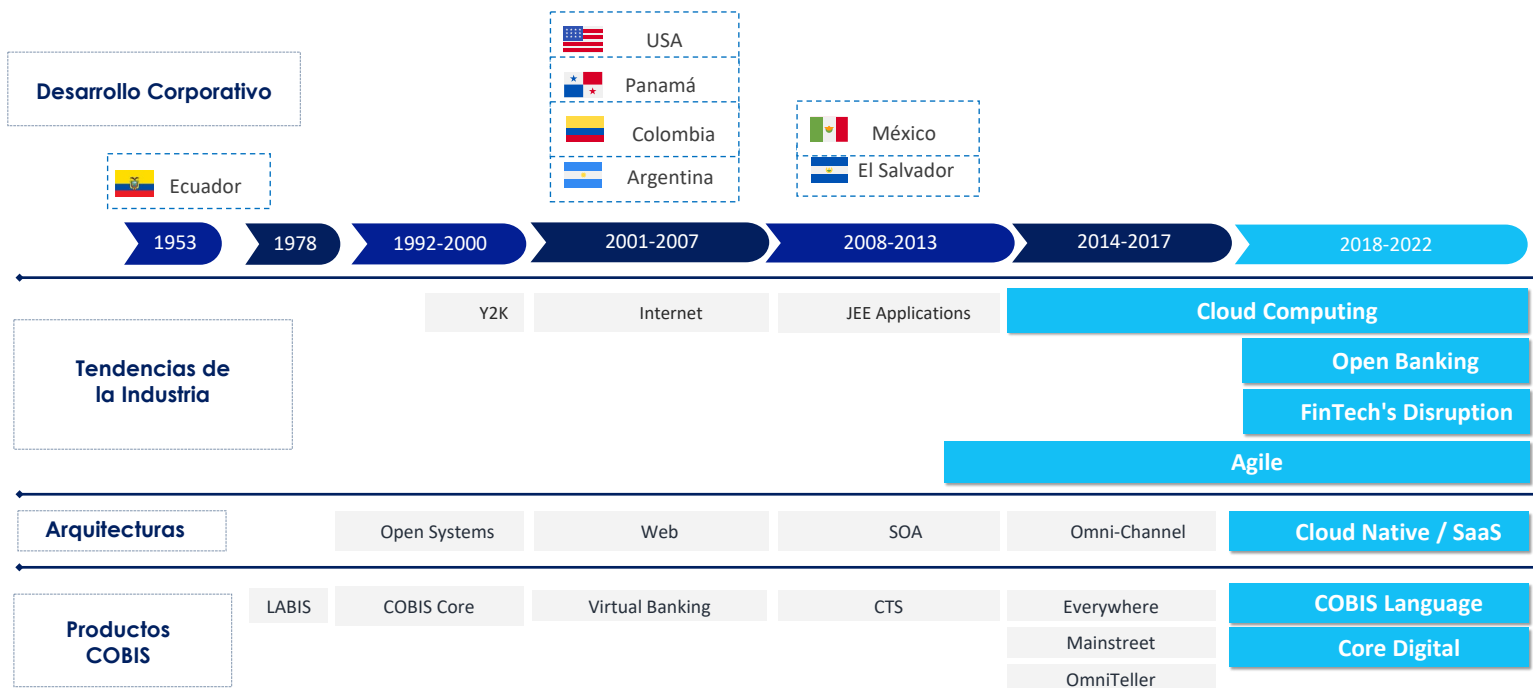 USA
Desarrollo Corporativo
Panamá
Colombia
México
Argentina
El Salvador
Ecuador
1953
1978
1992-2000
2001-2007
2008-2013
2014-2017
2018-2022
Y2K
Internet
JEE Applications
Cloud Computing
Tendencias de
la Industria
Open Banking
FinTech's Disruption
Agile
Arquitecturas
Open Systems
Web
SOA
Omni-Channel
Cloud Native / SaaS
Productos
COBIS
LABIS
COBIS Core
Virtual Banking
CTS
Everywhere
COBIS Language
Mainstreet
Core Digital
OmniTeller